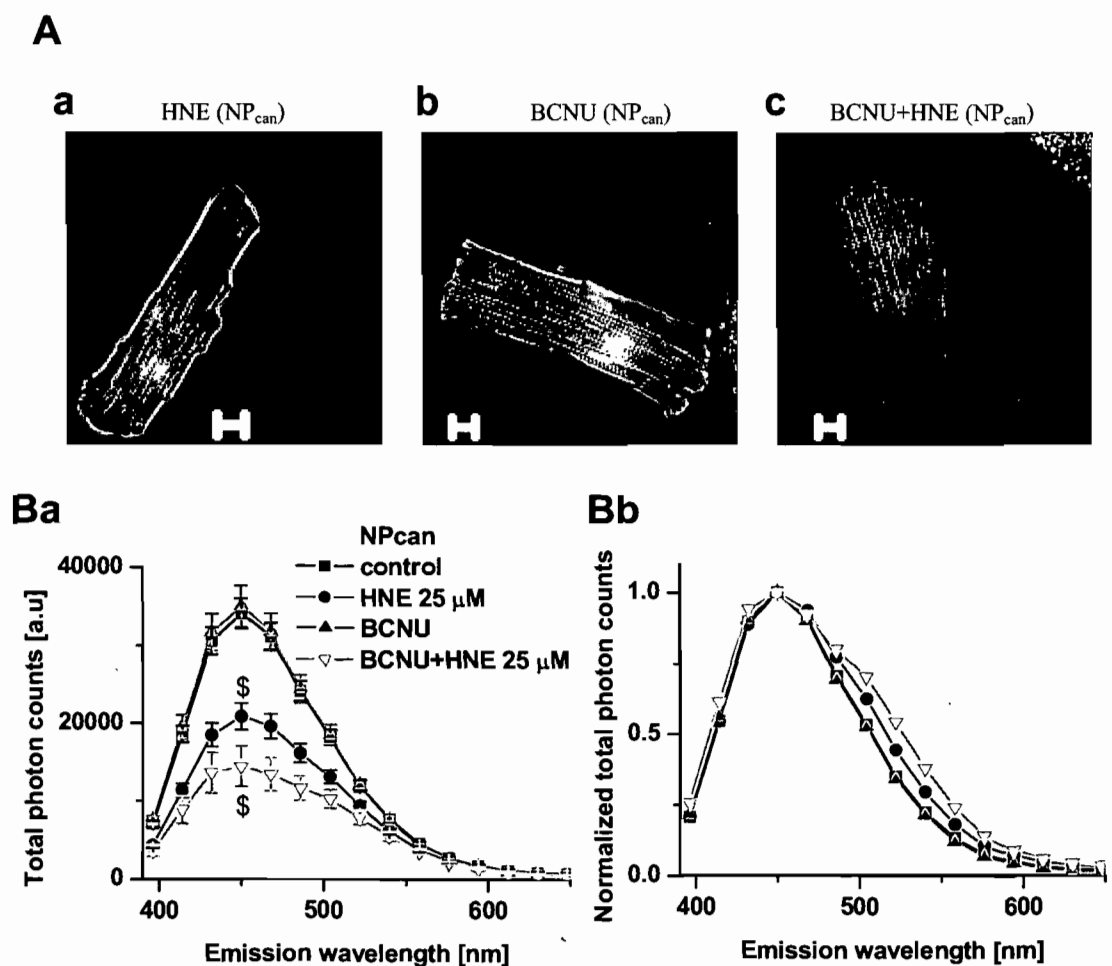 A
a
HNE (NPcan)
b
BCNU (NPcan)
c
BCNU+HNE (NPcan)
Ba
Total photon counts [a.u]
40000
20000
0
400
500
600
Emission wavelength [nm]
NPcan
control
HNE 25 μM
BCNU
BCNU+HNE 25 μM
$
$
Bb
Normalized total photon counts
1.0
0.5
0.0
400
500
600
Emission wavelength [nm]